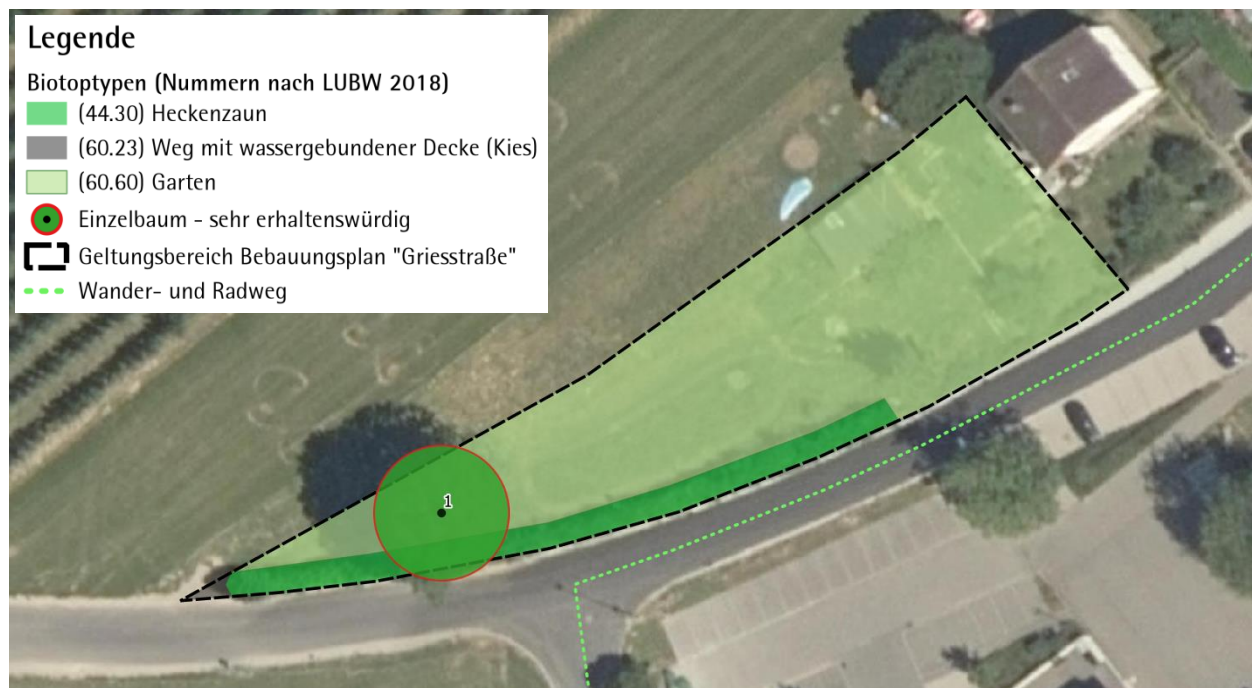 Legende
Biotoptypen (Nummern nach LUBW 2018)
(44.30) Heckenzaun
(60.23) Weg mit wassergebundener Decke (Kies)
(60.60) Garten
Einzelbaum - sehr erhaltenswürdig
Geltungsbereich Bebauungsplan "Griesstraße"
Wander- und Radweg
1